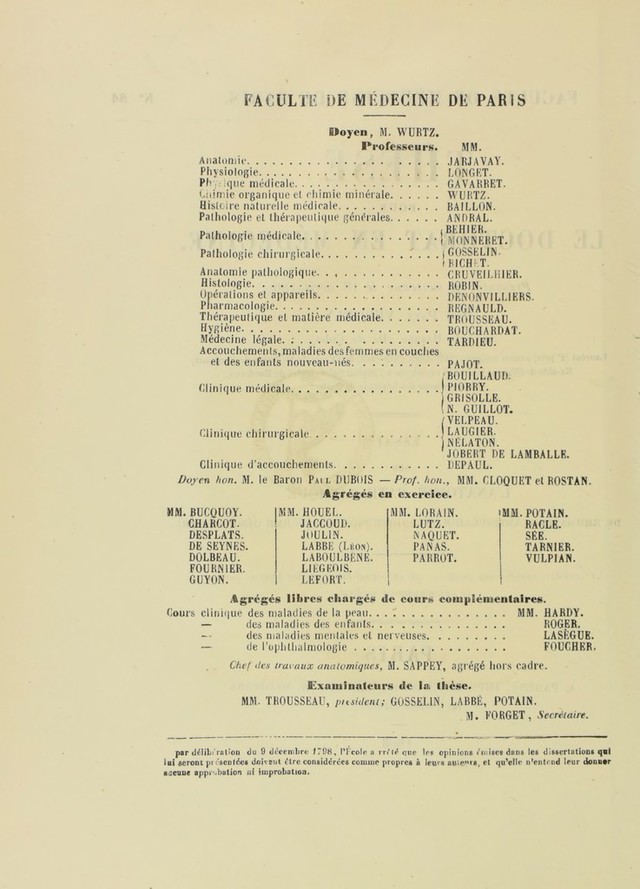 FACULTE DE MÉDECINE DE PARIS
Doyen, M. WURTZ.
Professeurs. MM.
Anatomie. . . . . . . . . . . . . . . . . . . . . JARJAVAY.
Physiologie. . . . . . . . . . . . . . . . . . . . LONGET.
Physique médicale. . . . . . . . . . . . . . . . GAVARRET.
Chimie organique et chimie minérale. . . . . . WURTZ.
Histoire naturelle médicale. . . . . . . . . . . BAILLON.
Pathologie et thérapeutique générales. . . . . . ANDRAL.
Pathologie médicale. . . . . . . . . . . . . . . { BEHIER.
MONNERET.
Pathologie chirurgicale. . . . . . . . . . . . . { GOSSELIN.
RICHET.
Anatomie pathologique. . . . . . . . . . . . . . CRUVEILHIER.
Histologie. . . . . . . . . . . . . . . . . . . . ROBIN.
Opérations et appareils. . . . . . . . . . . . . DENONVILLIERS.
Pharmacologie. . . . . . . . . . . . . . . . . . REGNAULD.
Thérapeutique et matière médicale. . . . . . . TROUSSEAU.
Hygiène. . . . . . . . . . . . . . . . . . . . . BOUCHARDAT.
Médecine légale. . . . . . . . . . . . . . . . . TARDIEU.
Accouchements, maladies des femmes en couches
et des enfants nouveau-nés. . . . . . . . . . PAJOT.
BOUILLAUD.
Clinique médicale. . . . . . . . . . . . . . . . { PIORRY.
GRISOLLE.
N. GUILLOT.
VELPEAU.
Clinique chirurgicale . . . . . . . . . . . . . . { LAUGIER.
NÉLATON.
JOBERT DE LAMBALLE.
Clinique d'accouchements. . . . . . . . . . . . DEPAUL.
Doyen hon. M. le Baron PAUL DUBOIS — Prof. hon., MM. CLOQUET et ROSTAN.
Agrégés en exercice.
MM. BUCQUOY. MM. HOUEL. MM. LORAIN. MM. POTAIN.
CHARCOT. JACCOUD. LUTZ. RACLE.
DESPLATS. JOULIN. NAQUET. SÉE.
DE SEYNES. LABBE (LÉON). PANAS. TARNIER.
DOLBEAU. LABOULBÈNE. PARROT. VULPIAN.
FOURNIER. LIEGEOIS.
GUYON. LEFORT.
Agrégés libres chargés de cours complémentaires.
Cours clinique des maladies de la peau. . . . . . . . . . . . . . . . MM. HARDY.
— des maladies des enfants. . . . . . . . . . . . . . . ROGER.
— des maladies mentales et nerveuses. . . . . . . . . LASÈGUE.
— de l'ophthalmologie . . . . . . . . . . . . . . . . . FOUCHER.
Chef des travaux anatomiques, M. SAPPEY, agrégé hors cadre.
Examinateurs de la thèse.
MM. TROUSSEAU, président; GOSSELIN, LABBÉ, POTAIN.
M. FORGET, Secrétaire.
par délibération du 9 décembre 1798, l'École a arrêté que les opinions émises dans les dissertations qui
lui seront présentées doivent être considérées comme propres à leurs auteurs, et qu'elle n'entend leur donner
aucune approbation ni improbation.